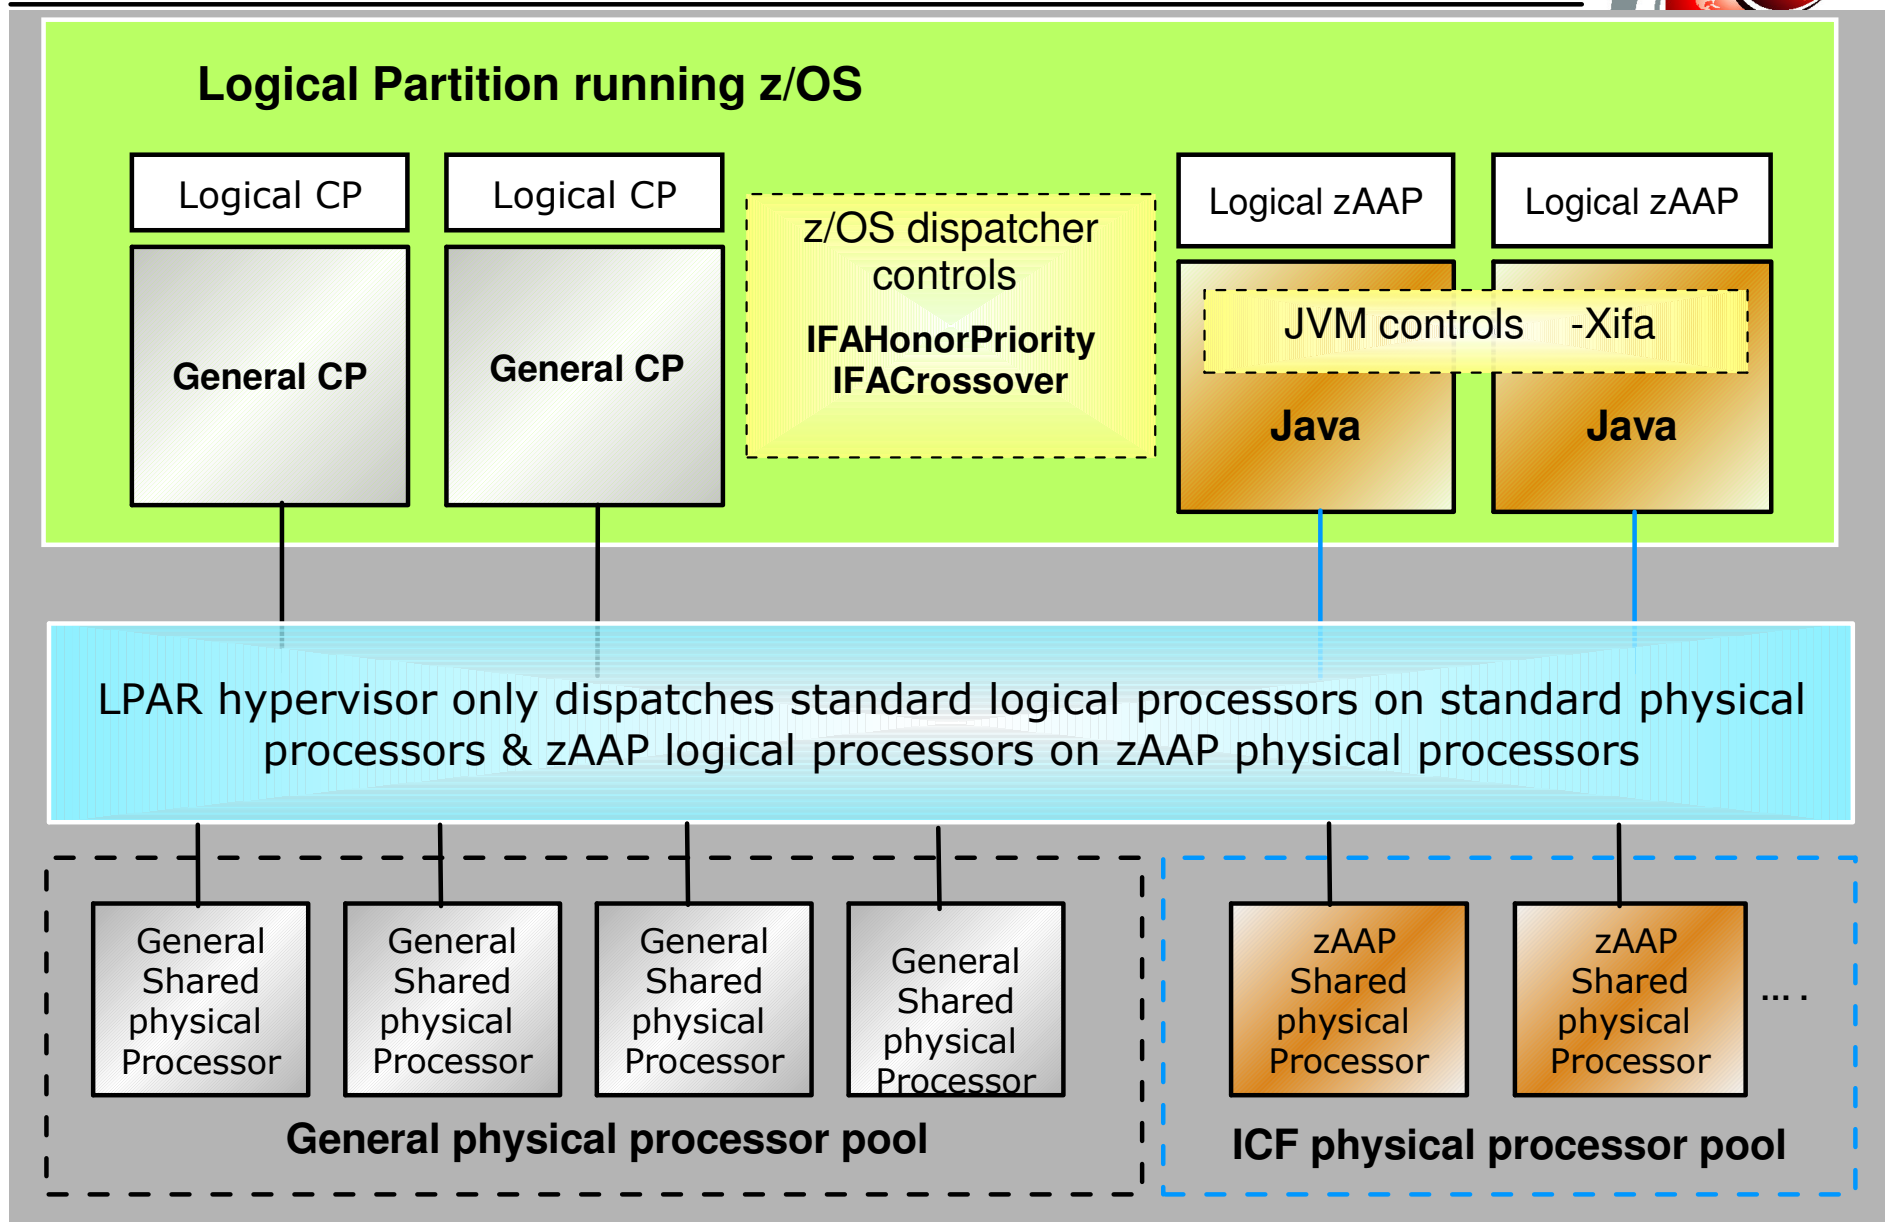 Logical Partition running z/OS
Logical CP
Logical CP
Logical zAAP
Logical zAAP
General CP
General CP
z/OS dispatcher
controls
IFAHonorPriority
IFACrossover
JVM controls -Xifa
Java
Java
LPAR hypervisor only dispatches standard logical processors on standard physical
processors & zAAP logical processors on zAAP physical processors
General
Shared
physical
Processor
General
Shared
physical
Processor
General
Shared
physical
Processor
General
Shared
physical
Processor
zAAP
Shared
physical
Processor
zAAP
Shared
physical
Processor
... .
General physical processor pool
ICF physical processor pool